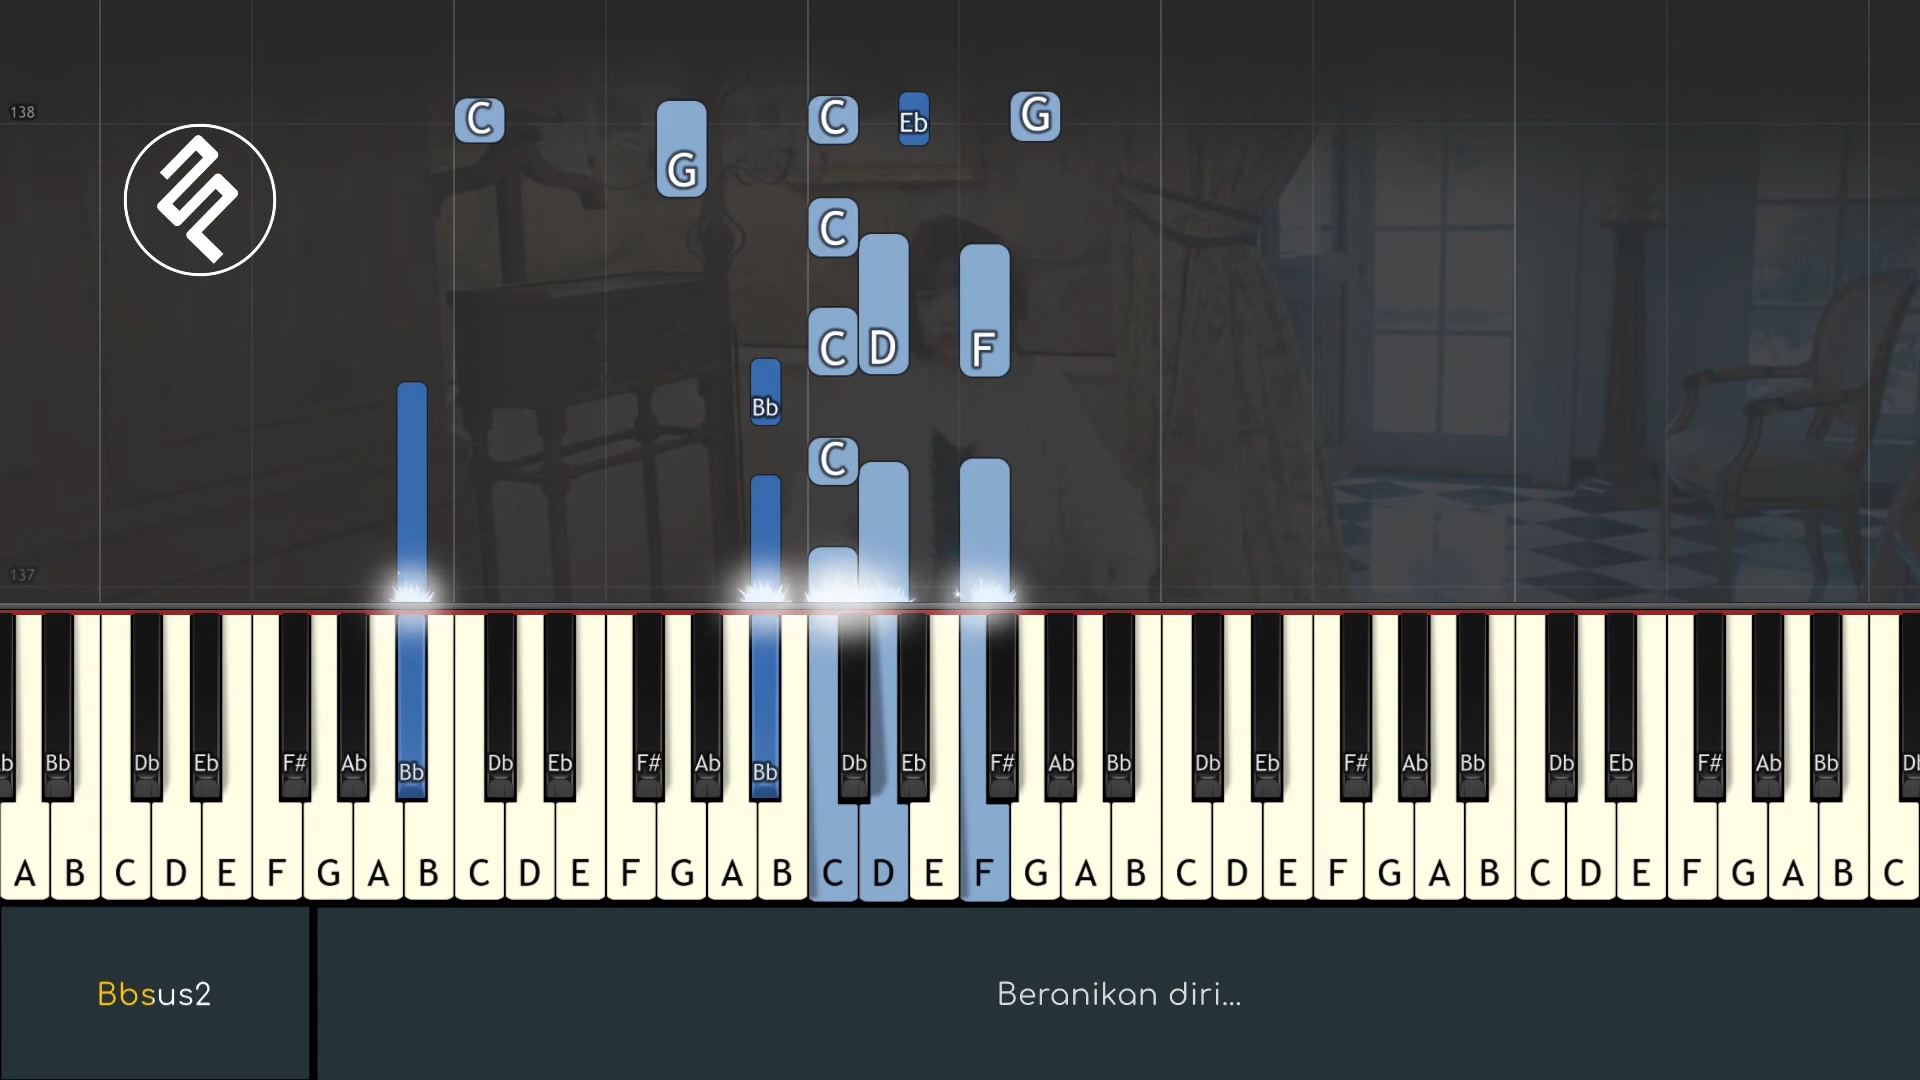 138
C C Eb G
G
C
C D F
Bb
C
137
b Bb Db Eb F# Ab Bb Db Eb F# Ab Bb Db Eb F# Ab Bb Db Eb F# Ab Bb Db Eb F# Ab Bb D
A B C D E F G A B C D E F G A B C D E F G A B C D E F G A B C D E F G A B C
Bbsus2
Beranikan diri...